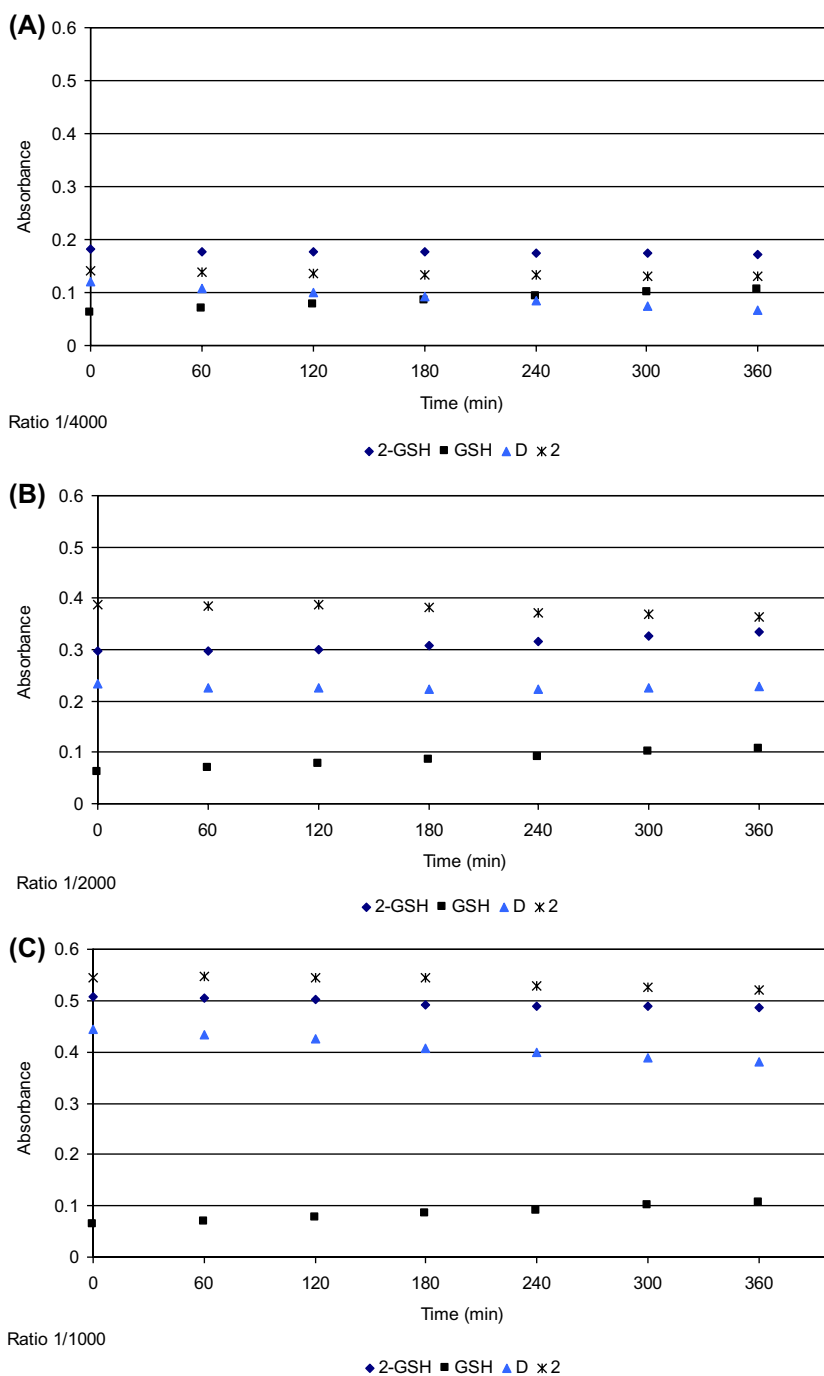 (A)
0.6
0.5
0.4
0.3
0.2
0.1
0
Absorbance
0 60 120 180 240 300 360
Time (min)
Ratio 1/4000
2-GSH GSH D 2
(B)
0.6
0.5
0.4
0.3
0.2
0.1
0
Absorbance
0 60 120 180 240 300 360
Time (min)
Ratio 1/2000
2-GSH GSH D 2
(C)
0.6
0.5
0.4
0.3
0.2
0.1
0
Absorbance
0 60 120 180 240 300 360
Time (min)
Ratio 1/1000
2-GSH GSH D 2